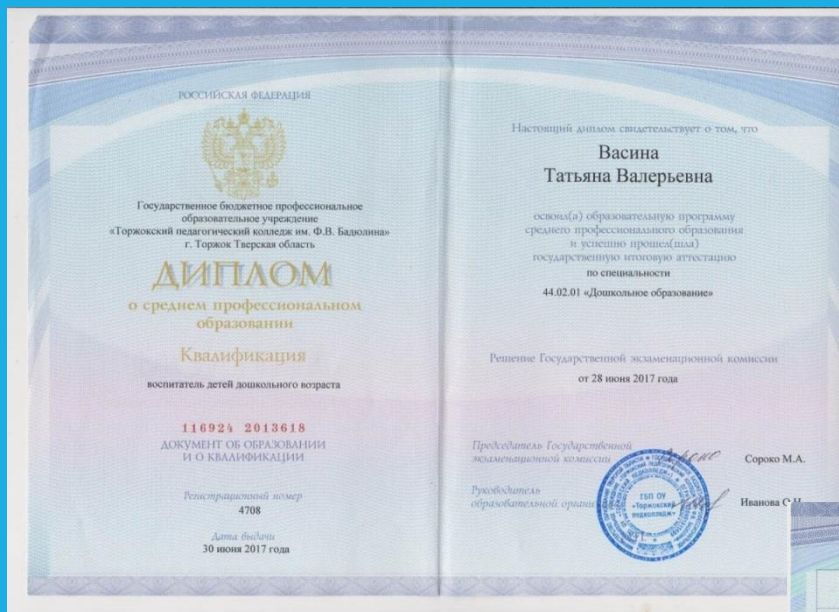 РОССИЙСКАЯ ФЕДЕРАЦИЯ
Государственное бюджетное профессиональное
образовательное учреждение
«Торжокский педагогический колледж им. Ф.В. Бадюлина»
г. Торжок Тверская область
ДИПЛОМ
о среднем профессиональном
образовании
Квалификация
воспитатель детей дошкольного возраста
116924 2013618
ДОКУМЕНТ ОБ ОБРАЗОВАНИИ
И О КВАЛИФИКАЦИИ
Регистрационный номер
4708
Дата выдачи
30 июня 2017 года
Настоящий диплом свидетельствует о том, что
Васина
Татьяна Валерьевна
освоил(а) образовательную программу
среднего профессионального образования
и успешно прошел(шла)
государственную итоговую аттестацию
по специальности
44.02.01 «Дошкольное образование»
Решение Государственной экзаменационной комиссии
от 28 июня 2017 года
Председатель Государственной
экзаменационной комиссии
Сороко М.А.
Руководитель
образовательной органи
Иванова
ГБП ОУ
«Торжокский
педколледж»